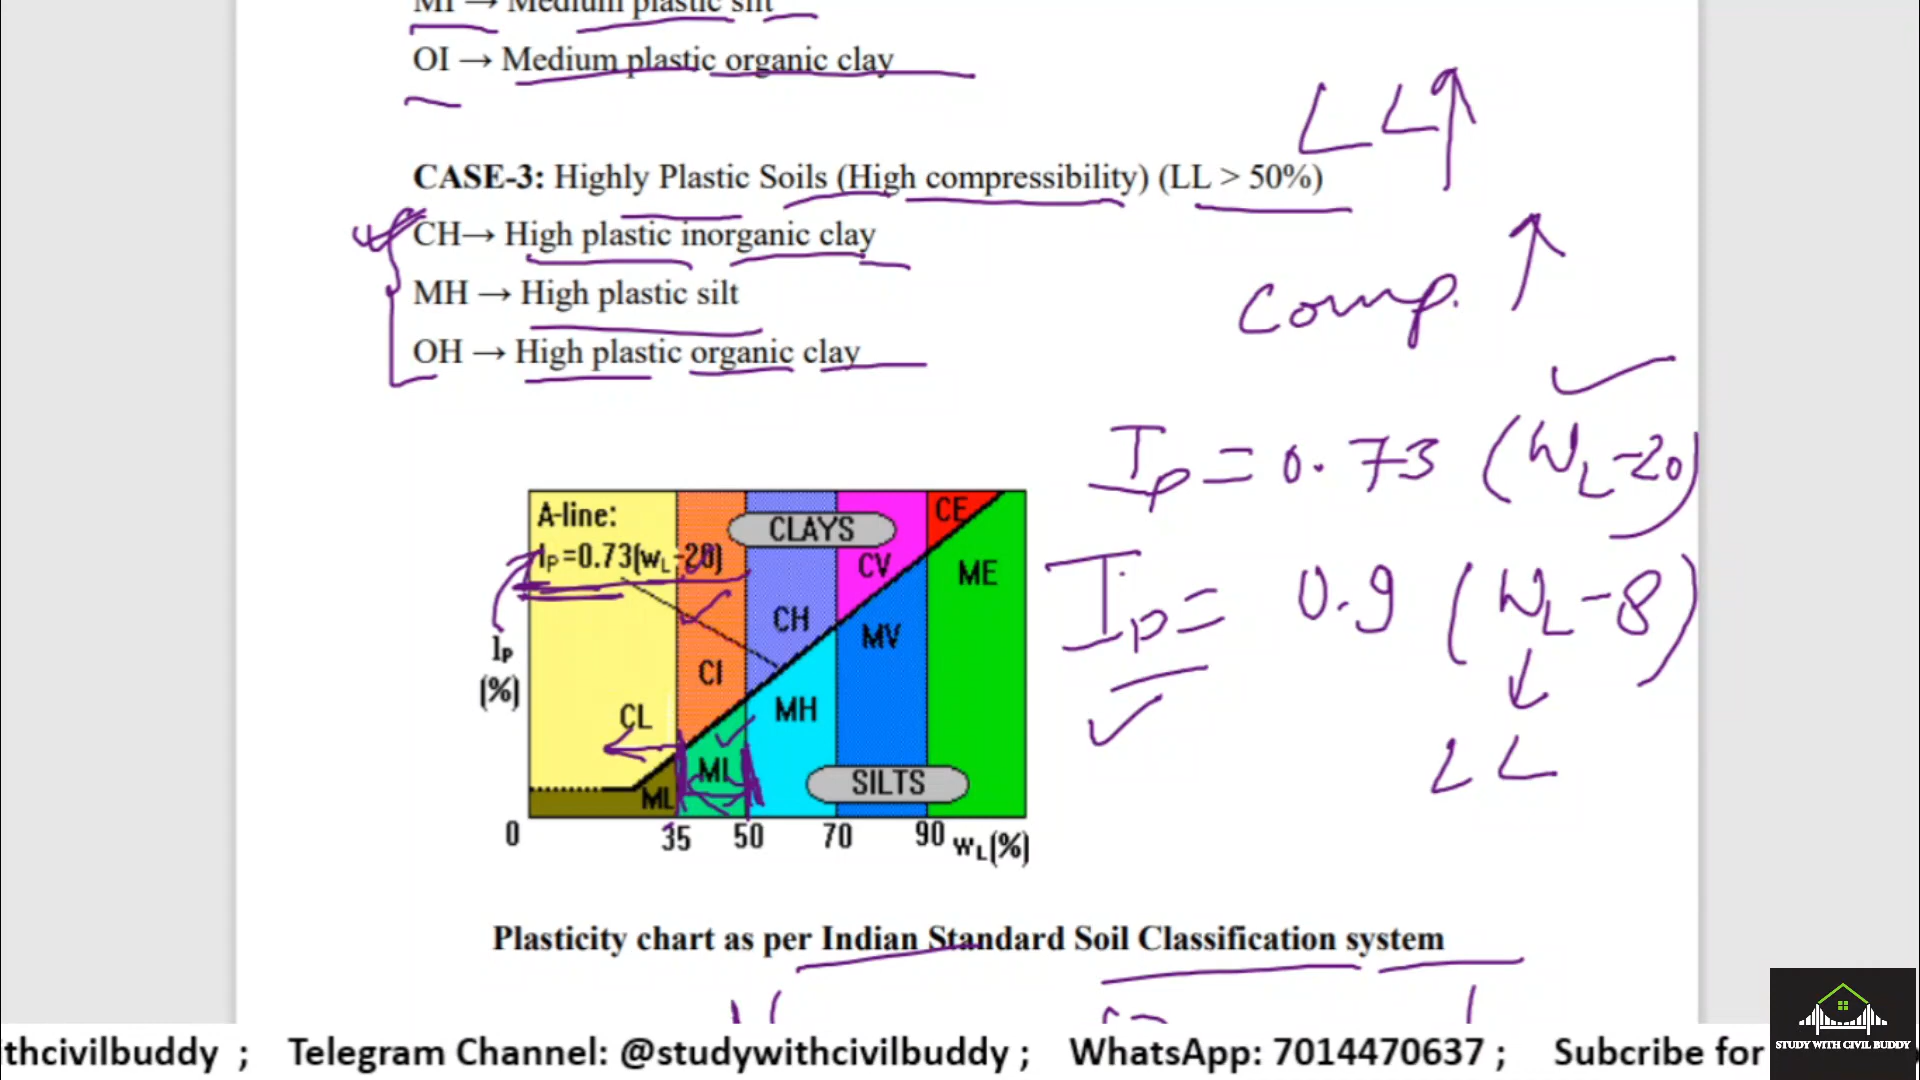 MI → Medium plastic silt
OI → Medium plastic organic clay
LL↑
CASE-3: Highly Plastic Soils (High compressibility) (LL > 50%)
CH→ High plastic inorganic clay
MH → High plastic silt
OH → High plastic organic clay
Comp. ↑
Ip = 0.73 (WL-20)
Ip = 0.9 (WL-8)
↓
LL
A-line:
IP=0.73(wL-20)
CLAYS
CE
CV
ME
CH
MV
IP
(%)
CI
CL
MH
ML
ML
SILTS
0
35
50
70
90
wL(%)
Plasticity chart as per Indian Standard Soil Classification system
STUDY WITH CIVIL BUDDY
thcivilbuddy ; Telegram Channel: @studywithcivilbuddy ; WhatsApp: 7014470637 ; Subcribe for